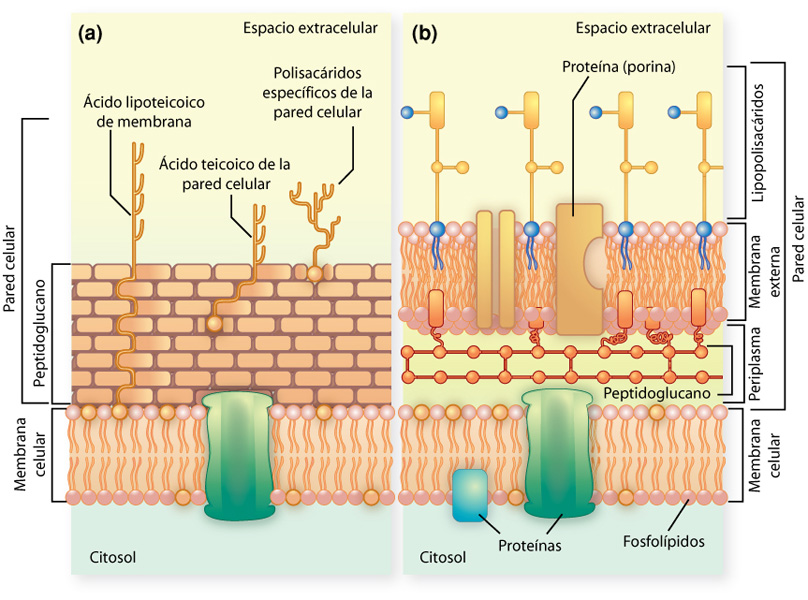 (a)
Espacio extracelular
Ácido lipoteicoico
de membrana
Polisacáridos
específicos de la
pared celular
Ácido teicoico de la
pared celular
Pared celular
Peptidoglucano
Membrana
celular
Citosol
(b)
Espacio extracelular
Proteína (porina)
Lipopolisacáridos
Membrana
externa
Pared celular
Periplasma
Peptidoglucano
Membrana
celular
Proteínas
Fosfolípidos
Citosol